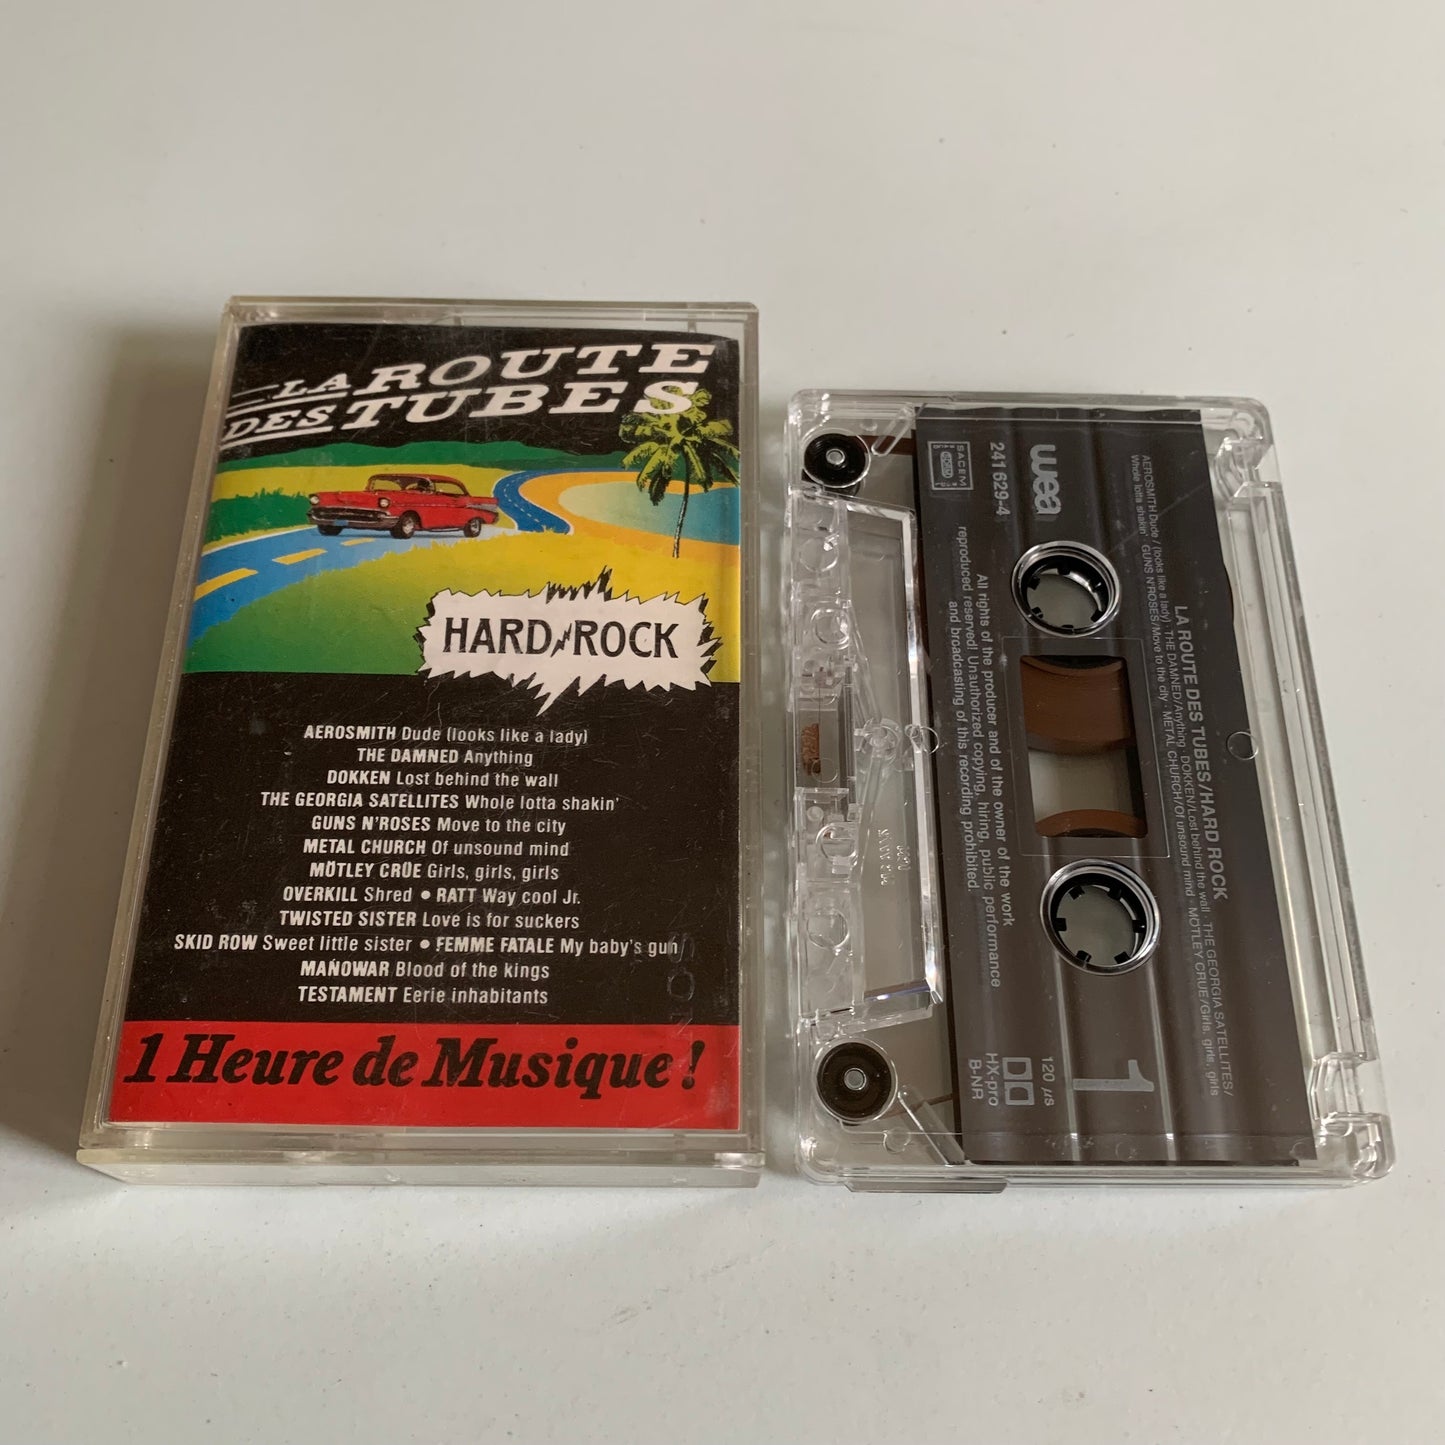 LA ROUTE
DES TUBES
HARD ROCK
AEROSMITH Dude (looks like a lady)
THE DAMNED Anything
DOKKEN Lost behind the wall
THE GEORGIA SATELLITES Whole lotta shakin'
GUNS N'ROSES Move to the city
METAL CHURCH Of unsound mind
MÖTLEY CRÜE Girls, girls, girls
OVERKILL Shred • RATT Way cool Jr.
TWISTED SISTER Love is for suckers
SKID ROW Sweet little sister • FEMME FATALE My baby's gun
MANOWAR Blood of the kings
TESTAMENT Eerie inhabitants
1 Heure de Musique !
LA ROUTE DES TUBES/HARD ROCK
AEROSMITH Dude / (looks like a lady) · THE DAMNED/Anything · DOKKEN/Lost behind the wall · THE GEORGIA SATELLITES/
Whole lotta shakin' · GUNS N'ROSES/Move to the city · METAL CHURCH/Of unsound mind · MÖTLEY CRÜE/Girls, girls, girls
wea
241 629-4
SACEM
1
120 µs
HX-pro
B-NR
All rights of the producer and of the owner of the work
reproduced reserved! Unauthorized copying, hiring, public performance
and broadcasting of this recording prohibited.